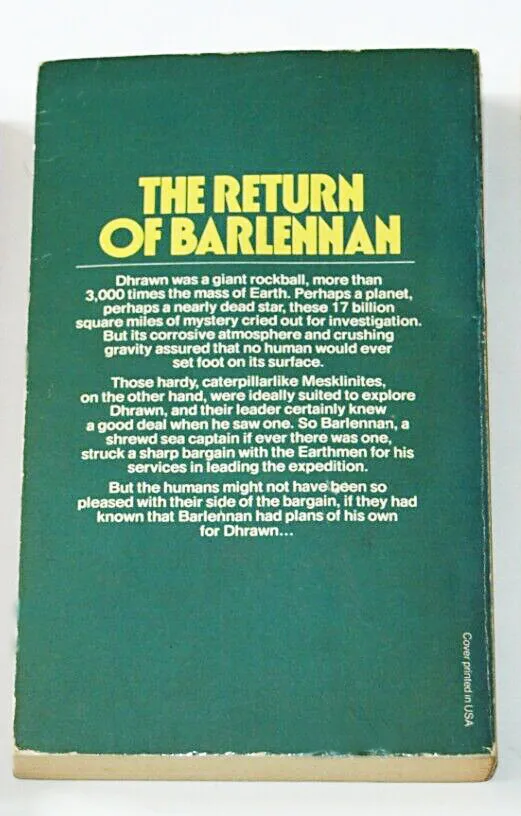 THE RETURN
OF BARLENNAN
Dhrawn was a giant rockball, more than
3,000 times the mass of Earth. Perhaps a planet,
perhaps a nearly dead star, these 17 billion
square miles of mystery cried out for investigation.
But its corrosive atmosphere and crushing
gravity assured that no human would ever
set foot on its surface.
Those hardy, caterpillarlike Mesklinites,
on the other hand, were ideally suited to explore
Dhrawn, and their leader certainly knew
a good deal when he saw one. So Barlennan, a
shrewd sea captain if ever there was one,
struck a sharp bargain with the Earthmen for his
services in leading the expedition.
But the humans might not have been so
pleased with their side of the bargain, if they had
known that Barlennan had plans of his own
for Dhrawn...
Cover printed in USA